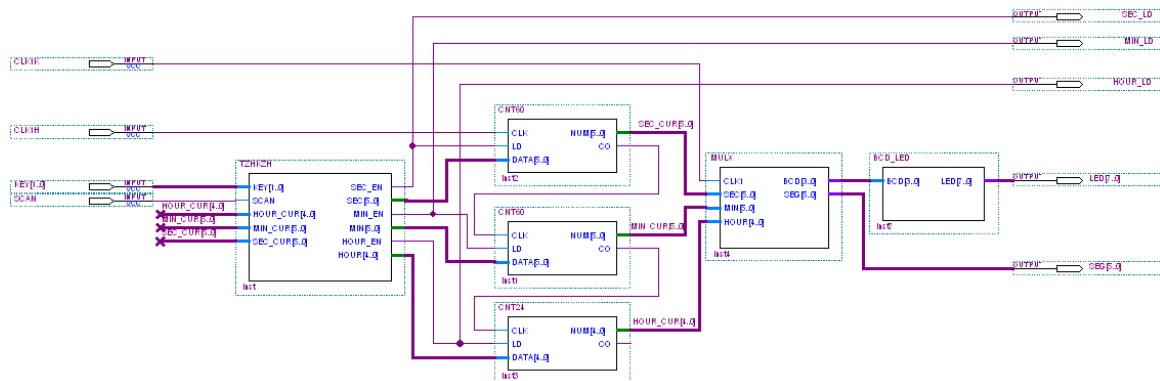 OUTPUT SEC_LD
OUTPUT MIN_LD
CLK1K INPUT VCC
OUTPUT HOUR_LD
CNT60
CLK NUM[5..0]
SEC_CUR[5..0]
LD CO
DATA[5..0]
inst2
CLK1H INPUT VCC
TZHKZH
KEY[1..0] INPUT VCC
SCAN INPUT VCC
KEY[1..0] SEC_EN
SCAN SEC[5..0]
HOUR_CUR[4..0] MIN_EN
MIN_CUR[5..0] MIN[5..0]
SEC_CUR[5..0] HOUR_EN
HOUR[4..0]
inst
HOUR_CUR[4..0]
MIN_CUR[5..0]
SEC_CUR[5..0]
CNT60
CLK NUM[5..0]
MIN_CUR[5..0]
LD CO
DATA[5..0]
inst1
CNT24
CLK NUM[4..0]
HOUR_CUR[4..0]
LD CO
DATA[4..0]
inst3
MULX
CLK1 BCD[3..0]
SEC[5..0] SEG[5..0]
MIN[5..0]
HOUR[4..0]
inst4
BCD_LED
BCD[3..0] LED[7..0]
inst7
OUTPUT LED[7..0]
OUTPUT SEG[5..0]